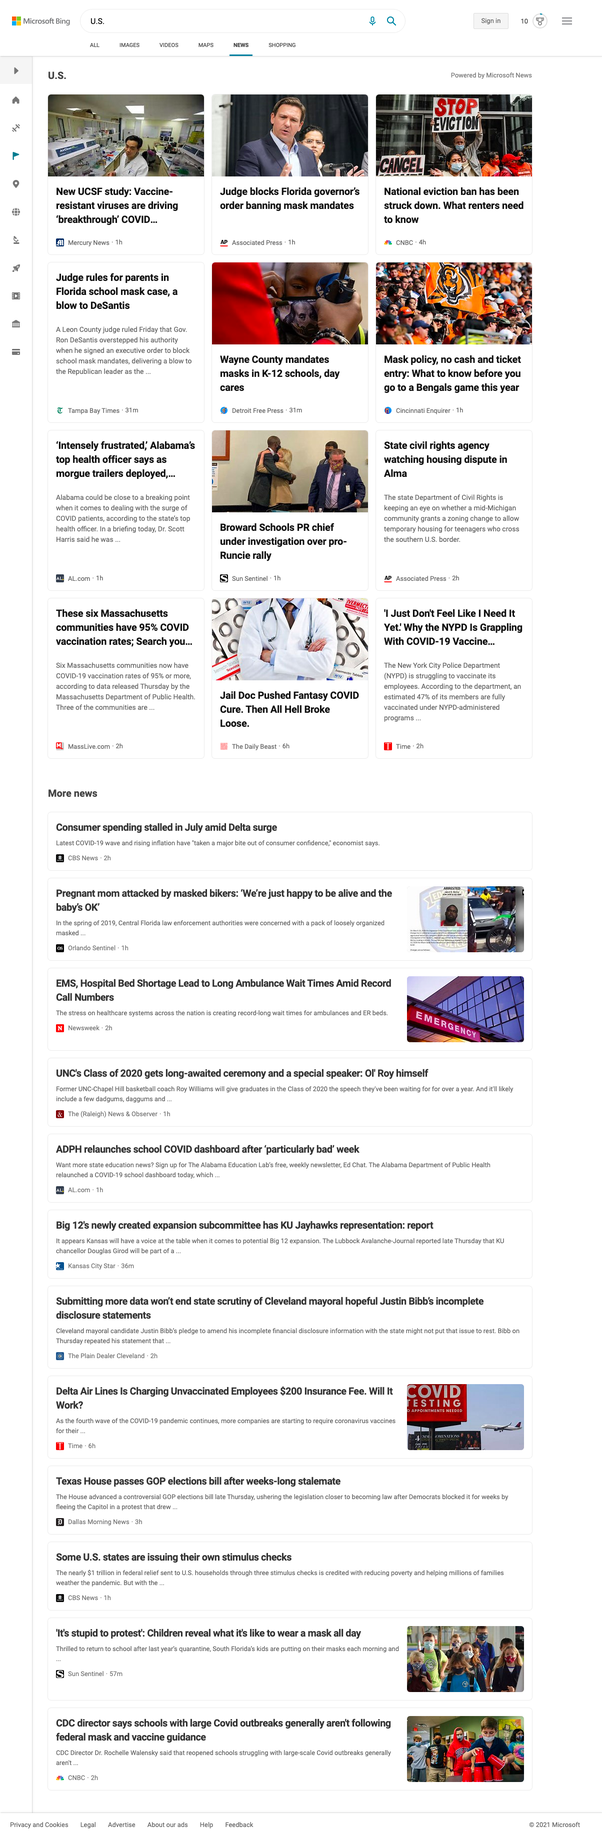 Microsoft Bing
U.S.
Sign in
10
ALL
IMAGES
VIDEOS
MAPS
NEWS
SHOPPING
U.S.
Powered by Microsoft News
New UCSF study: Vaccine-
resistant viruses are driving
‘breakthrough’ COVID...
Mercury News · 1h
Judge blocks Florida governor’s
order banning mask mandates
AP Associated Press · 1h
STOP
EVICTION
CANCEL
National eviction ban has been
struck down. What renters need
to know
CNBC · 4h
Judge rules for parents in
Florida school mask case, a
blow to DeSantis
A Leon County judge ruled Friday that Gov.
Ron DeSantis overstepped his authority
when he signed an executive order to block
school mask mandates, delivering a blow to
the Republican leader as the ...
Tampa Bay Times · 31m
Wayne County mandates
masks in K-12 schools, day
cares
Detroit Free Press · 31m
Mask policy, no cash and ticket
entry: What to know before you
go to a Bengals game this year
Cincinnati Enquirer · 1h
‘Intensely frustrated,’ Alabama’s
top health officer says as
morgue trailers deployed,...
Alabama could be close to a breaking point
when it comes to dealing with the surge of
COVID patients, according to the state's top
health officer. In a briefing today, Dr. Scott
Harris said he was ...
AL.com · 1h
Broward Schools PR chief
under investigation over pro-
Runcie rally
Sun Sentinel · 1h
State civil rights agency
watching housing dispute in
Alma
The state Department of Civil Rights is
keeping an eye on whether a mid-Michigan
community grants a zoning change to allow
temporary housing for teenagers who cross
the southern U.S. border.
AP Associated Press · 2h
These six Massachusetts
communities have 95% COVID
vaccination rates; Search you...
Six Massachusetts communities now have
COVID-19 vaccination rates of 95% or more,
according to data released Thursday by the
Massachusetts Department of Public Health.
Three of the communities are ...
MassLive.com · 2h
Jail Doc Pushed Fantasy COVID
Cure. Then All Hell Broke
Loose.
The Daily Beast · 6h
'I Just Don't Feel Like I Need It
Yet.' Why the NYPD Is Grappling
With COVID-19 Vaccine...
The New York City Police Department
(NYPD) is struggling to vaccinate its
employees. According to the department, an
estimated 47% of its members are fully
vaccinated under NYPD-administered
programs ...
Time · 2h
More news
Consumer spending stalled in July amid Delta surge
Latest COVID-19 wave and rising inflation have "taken a major bite out of consumer confidence," economist says.
CBS News · 2h
Pregnant mom attacked by masked bikers: ‘We’re just happy to be alive and the
baby’s OK’
In the spring of 2019, Central Florida law enforcement authorities were concerned with a pack of loosely organized
masked ...
Orlando Sentinel · 1h
EMS, Hospital Bed Shortage Lead to Long Ambulance Wait Times Amid Record
Call Numbers
The stress on healthcare systems across the nation is creating record-long wait times for ambulances and ER beds.
N Newsweek · 2h
EMERGENCY
UNC's Class of 2020 gets long-awaited ceremony and a special speaker: Ol' Roy himself
Former UNC-Chapel Hill basketball coach Roy Williams will give graduates in the Class of 2020 the speech they've been waiting for for over a year. And it'll likely
include a few dadgums, daggums and ...
The (Raleigh) News & Observer · 1h
ADPH relaunches school COVID dashboard after ‘particularly bad’ week
Want more state education news? Sign up for The Alabama Education Lab's free, weekly newsletter, Ed Chat. The Alabama Department of Public Health
relaunched a COVID-19 school dashboard today, which ...
AL.com · 1h
Big 12's newly created expansion subcommittee has KU Jayhawks representation: report
It appears Kansas will have a voice at the table when it comes to potential Big 12 expansion. The Lubbock Avalanche-Journal reported late Thursday that KU
chancellor Douglas Girod will be part of a ...
Kansas City Star · 36m
Submitting more data won’t end state scrutiny of Cleveland mayoral hopeful Justin Bibb’s incomplete
disclosure statements
Cleveland mayoral candidate Justin Bibb's pledge to amend his incomplete financial disclosure information with the state might not put that issue to rest. Bibb on
Thursday repeated his statement that ...
The Plain Dealer Cleveland · 2h
Delta Air Lines Is Charging Unvaccinated Employees $200 Insurance Fee. Will It
Work?
As the fourth wave of the COVID-19 pandemic continues, more companies are starting to require coronavirus vaccines
for their ...
Time · 6h
COVID
TESTING
APPOINTMENTS NEEDED
Texas House passes GOP elections bill after weeks-long stalemate
The House advanced a controversial GOP elections bill late Thursday, ushering the legislation closer to becoming law after Democrats blocked it for weeks by
fleeing the Capitol in a protest that drew ...
Dallas Morning News · 3h
Some U.S. states are issuing their own stimulus checks
The nearly $1 trillion in federal relief sent to U.S. households through three stimulus checks is credited with reducing poverty and helping millions of families
weather the pandemic. But with the ...
CBS News · 1h
'It's stupid to protest': Children reveal what it's like to wear a mask all day
Thrilled to return to school after last year's quarantine, South Florida's kids are putting on their masks each morning and
...
Sun Sentinel · 57m
CDC director says schools with large Covid outbreaks generally aren't following
federal mask and vaccine guidance
CDC Director Dr. Rochelle Walensky said that reopened schools struggling with large-scale Covid outbreaks generally
aren't ...
CNBC · 2h
Privacy and Cookies
Legal
Advertise
About our ads
Help
Feedback
© 2021 Microsoft